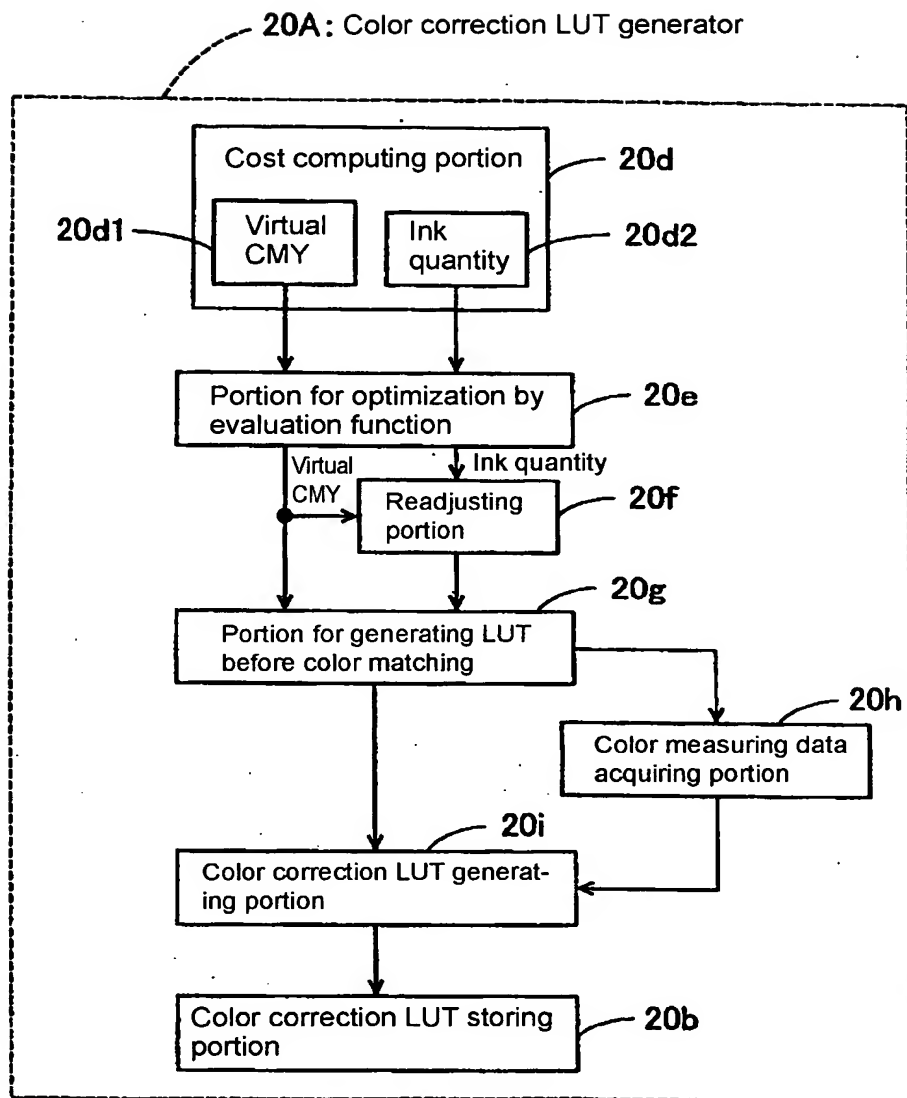 20A: Color correction LUT generator
Cost computing portion
20d
20d1
Virtual
CMY
Ink
quantity
20d2
Portion for optimization by
evaluation function
20e
Virtual
CMY
Ink quantity
Readjusting
portion
20f
20g
Portion for generating LUT
before color matching
20h
Color measuring data
acquiring portion
20i
Color correction LUT generat-
ing portion
Color correction LUT storing
portion
20b